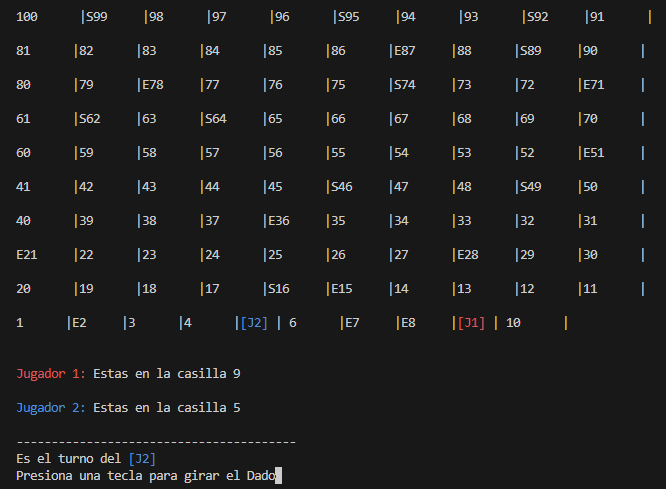 100 |S99 |98 |97 |96 |S95 |94 |93 |S92 |91 |
81 |82 |83 |84 |85 |86 |E87 |88 |S89 |90 |
80 |79 |E78 |77 |76 |75 |S74 |73 |72 |E71 |
61 |S62 |63 |S64 |65 |66 |67 |68 |69 |70 |
60 |59 |58 |57 |56 |55 |54 |53 |52 |E51 |
41 |42 |43 |44 |45 |S46 |47 |48 |S49 |50 |
40 |39 |38 |37 |E36 |35 |34 |33 |32 |31 |
E21 |22 |23 |24 |25 |26 |27 |E28 |29 |30 |
20 |19 |18 |17 |S16 |E15 |14 |13 |12 |11 |
1 |E2 |3 |4 |[J2] | 6 |E7 |E8 |[J1] | 10 |
Jugador 1: Estas en la casilla 9
Jugador 2: Estas en la casilla 5
----------------------------------------
Es el turno del [J2]
Presiona una tecla para girar el Dado